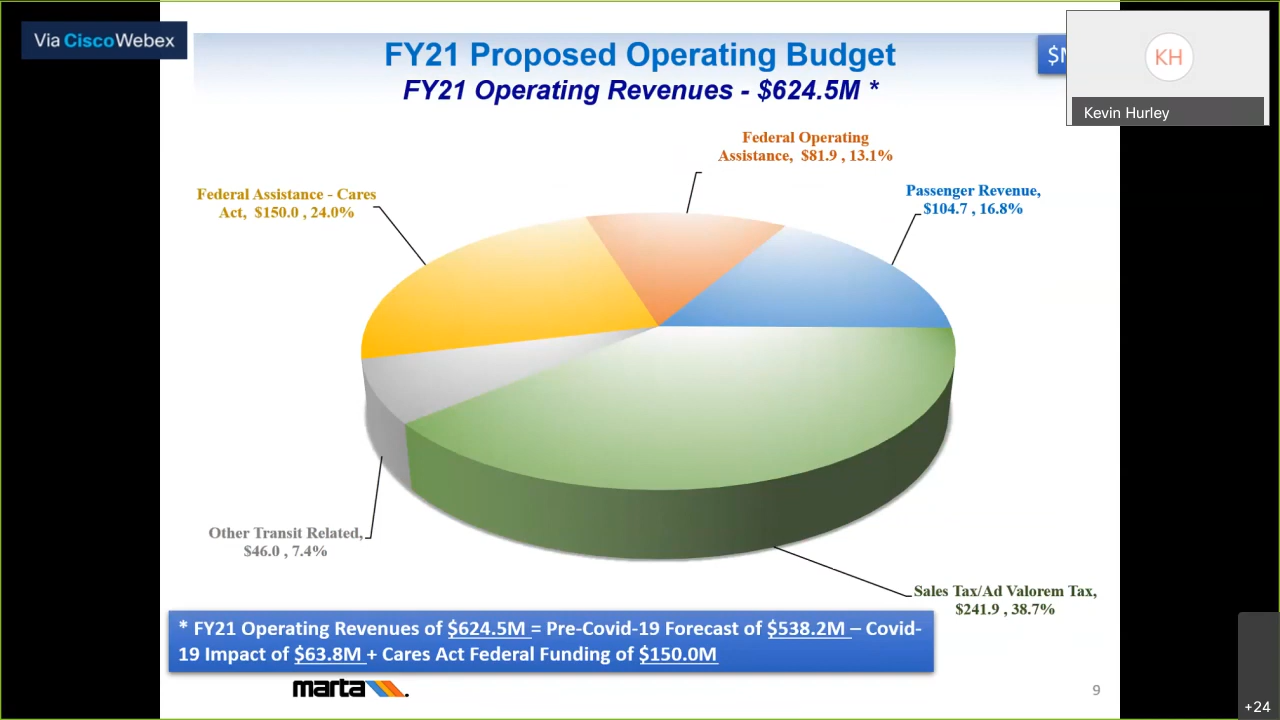 Via CiscoWebex
FY21 Proposed Operating Budget
FY21 Operating Revenues - $624.5M *
KH
Kevin Hurley
Federal Operating
Assistance, $81.9 , 13.1%
Federal Assistance - Cares
Act, $150.0 , 24.0%
Passenger Revenue,
$104.7 , 16.8%
Other Transit Related,
$46.0 , 7.4%
Sales Tax/Ad Valorem Tax,
$241.9 , 38.7%
* FY21 Operating Revenues of $624.5M = Pre-Covid-19 Forecast of $538.2M – Covid-
19 Impact of $63.8M + Cares Act Federal Funding of $150.0M
marta
9
+24